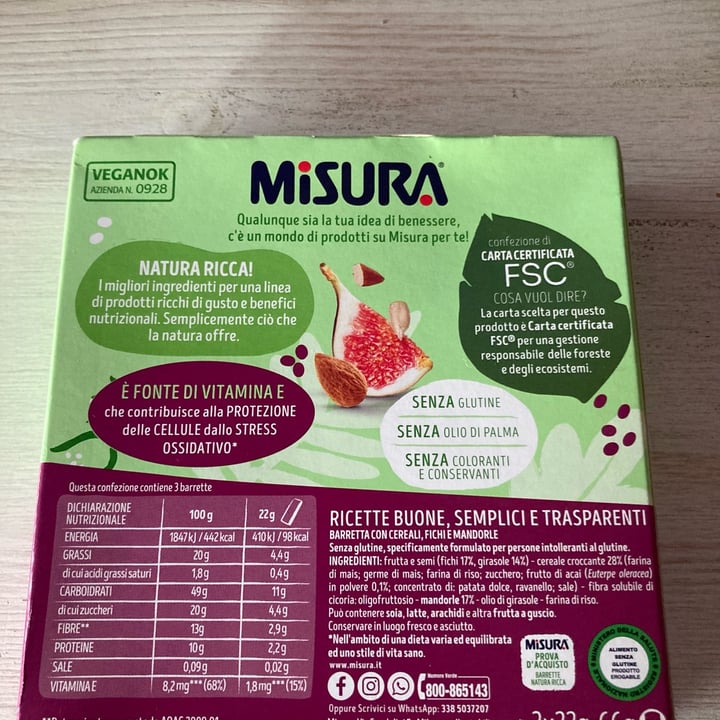 VEGANOK
AZIENDA N. 0928
MiSURA®
Qualunque sia la tua idea di benessere,
c'è un mondo di prodotti su Misura per te!
NATURA RICCA!
I migliori ingredienti per una linea
di prodotti ricchi di gusto e benefici
nutrizionali. Semplicemente ciò che
la natura offre.
confezione di
CARTA CERTIFICATA
FSC®
COSA VUOL DIRE?
La carta scelta per questo
prodotto è Carta certificata
FSC® per una gestione
responsabile delle foreste
e degli ecosistemi.
È FONTE DI VITAMINA E
che contribuisce alla PROTEZIONE
delle CELLULE dallo STRESS
OSSIDATIVO*
SENZA GLUTINE
SENZA OLIO DI PALMA
SENZA COLORANTI
E CONSERVANTI
Questa confezione contiene 3 barrette
DICHIARAZIONE
NUTRIZIONALE 100 g 22g
ENERGIA 1847 kJ / 442 kcal 410 kJ / 98 kcal
GRASSI 20 g 4,4 g
di cui acidi grassi saturi 1,8 g 0,4 g
CARBOIDRATI 49 g 11 g
di cui zuccheri 20 g 4,4 g
FIBRE** 13g 2,9 g
PROTEINE 10 g 2,2 g
SALE 0,09 g 0,02 g
VITAMINA E 8,2 mg*** (68%) 1,8 mg*** (15%)
RICETTE BUONE, SEMPLICI E TRASPARENTI
BARRETTA CON CEREALI, FICHI E MANDORLE
Senza glutine, specificamente formulato per persone intolleranti al glutine.
INGREDIENTI: frutta e semi (fichi 17%, girasole 14%) - cereale croccante 28% (farina
di mais; germe di mais; farina di riso; zucchero; frutto di acai (Euterpe oleracea)
in polvere 0,1%; concentrato di patata dolce, ravanello; sale) - fibra solubile di
cicoria: oligofruttosio - mandorle 17% - olio di girasole - farina di riso.
Può contenere soia, latte, arachidi e altra frutta a guscio.
Conservare in luogo fresco e asciutto.
*Nell'ambito di una dieta varia ed equilibrata
ed uno stile di vita sano.
www.misura.it
Numero Verde
800-865143
Oppure Scrivici su WhatsApp: 338 5037207
MiSURA
PROVA
D'ACQUISTO
BARRETTE
NATURA RICCA
MINISTERO DELLA SALUTE
ALIMENTO
SENZA
GLUTINE
PRODOTTO
EROGABILE